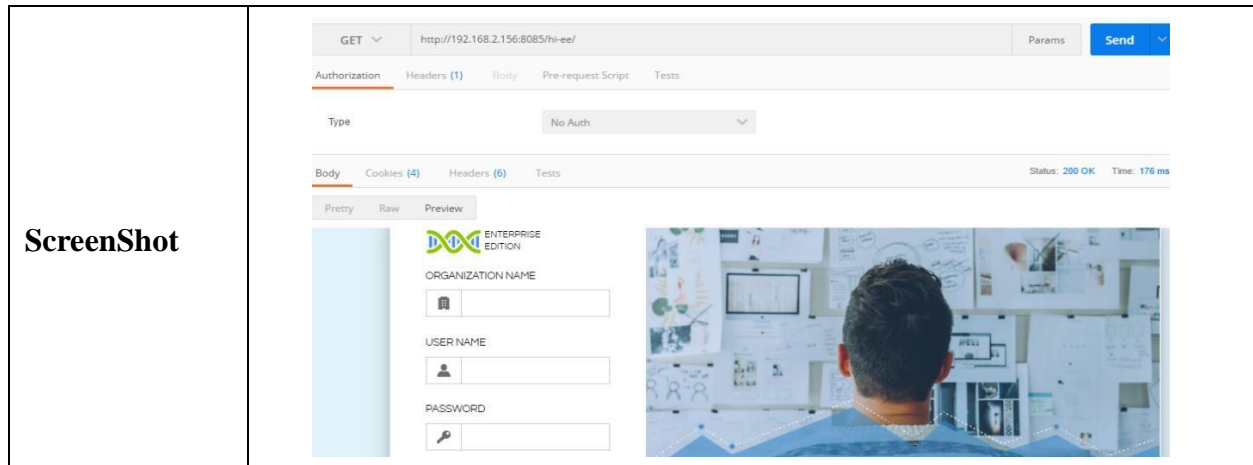 ScreenShot
GET http://192.168.2.156:8085/hi-ee/ Params Send
Authorization Headers (1) Body Pre-request Script Tests
Type No Auth
Body Cookies (4) Headers (6) Tests Status: 200 OK Time: 176 ms
Pretty Raw Preview
ENTERPRISE
EDITION
ORGANIZATION NAME
USER NAME
PASSWORD